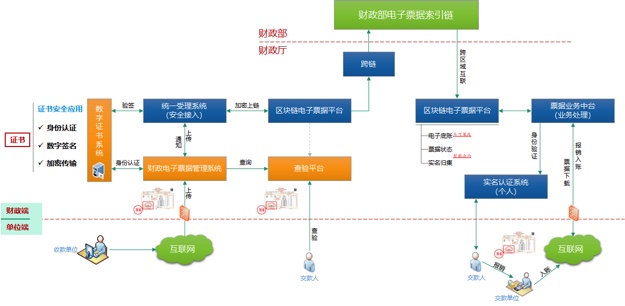 财政部电子票据索引链
财政部
财政厅
跨链
跨区域互联
证书安全应用
身份认证
数字签名
加密传输
证书
数字证书系统
验签
统一受理系统
(安全接入)
加密上链
区块链电子票据平台
区块链电子票据平台
票据业务中台
(业务处理)
电子底账
票据状态
实名归集
身份验证
报销入账
票据下载
上传
通知
身份认证
财政电子票据管理系统
查询
查验平台
实名认证系统
(个人)
上传
财政端
单位端
收款单位
互联网
查验
交款人
交款人
报销
交款单位
入账
互联网